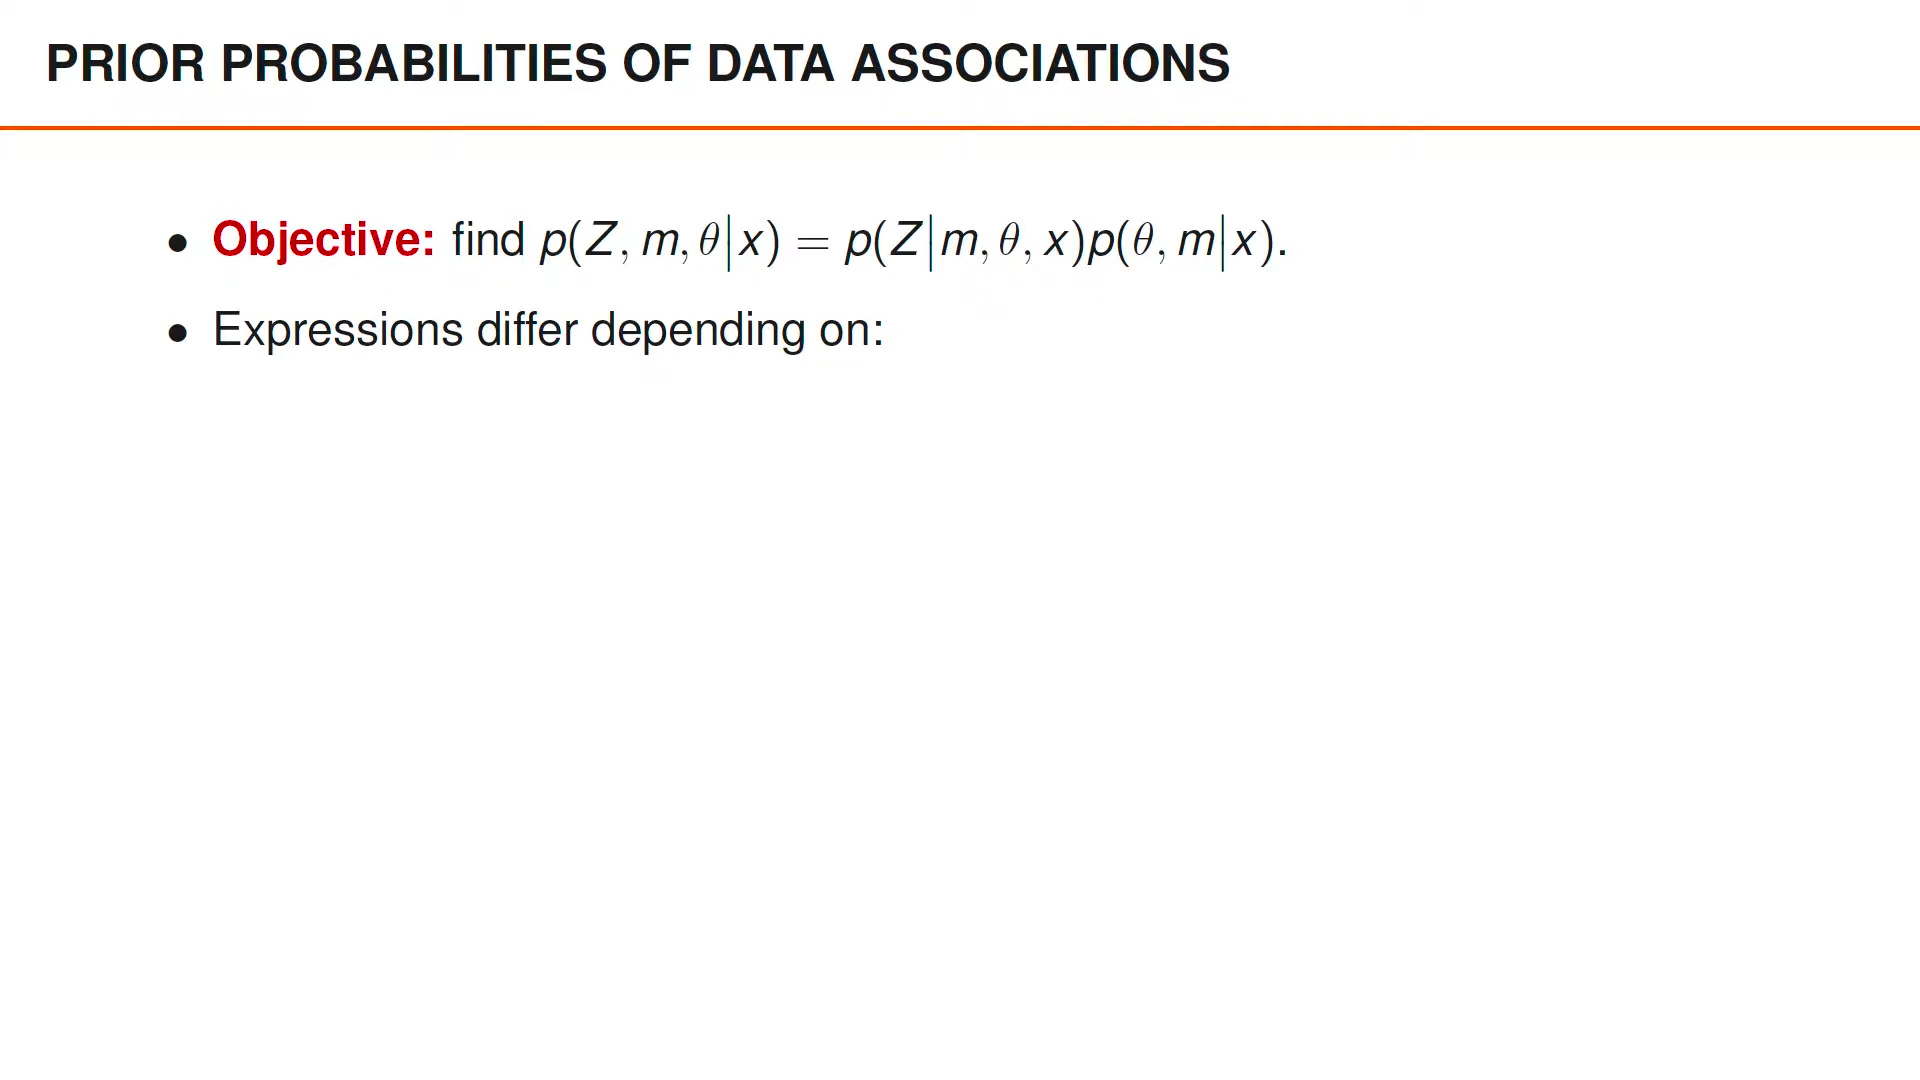 PRIOR PROBABILITIES OF DATA ASSOCIATIONS
• Objective: find p(Z, m, θ|x) = p(Z|m, θ, x)p(θ, m|x).
• Expressions differ depending on: